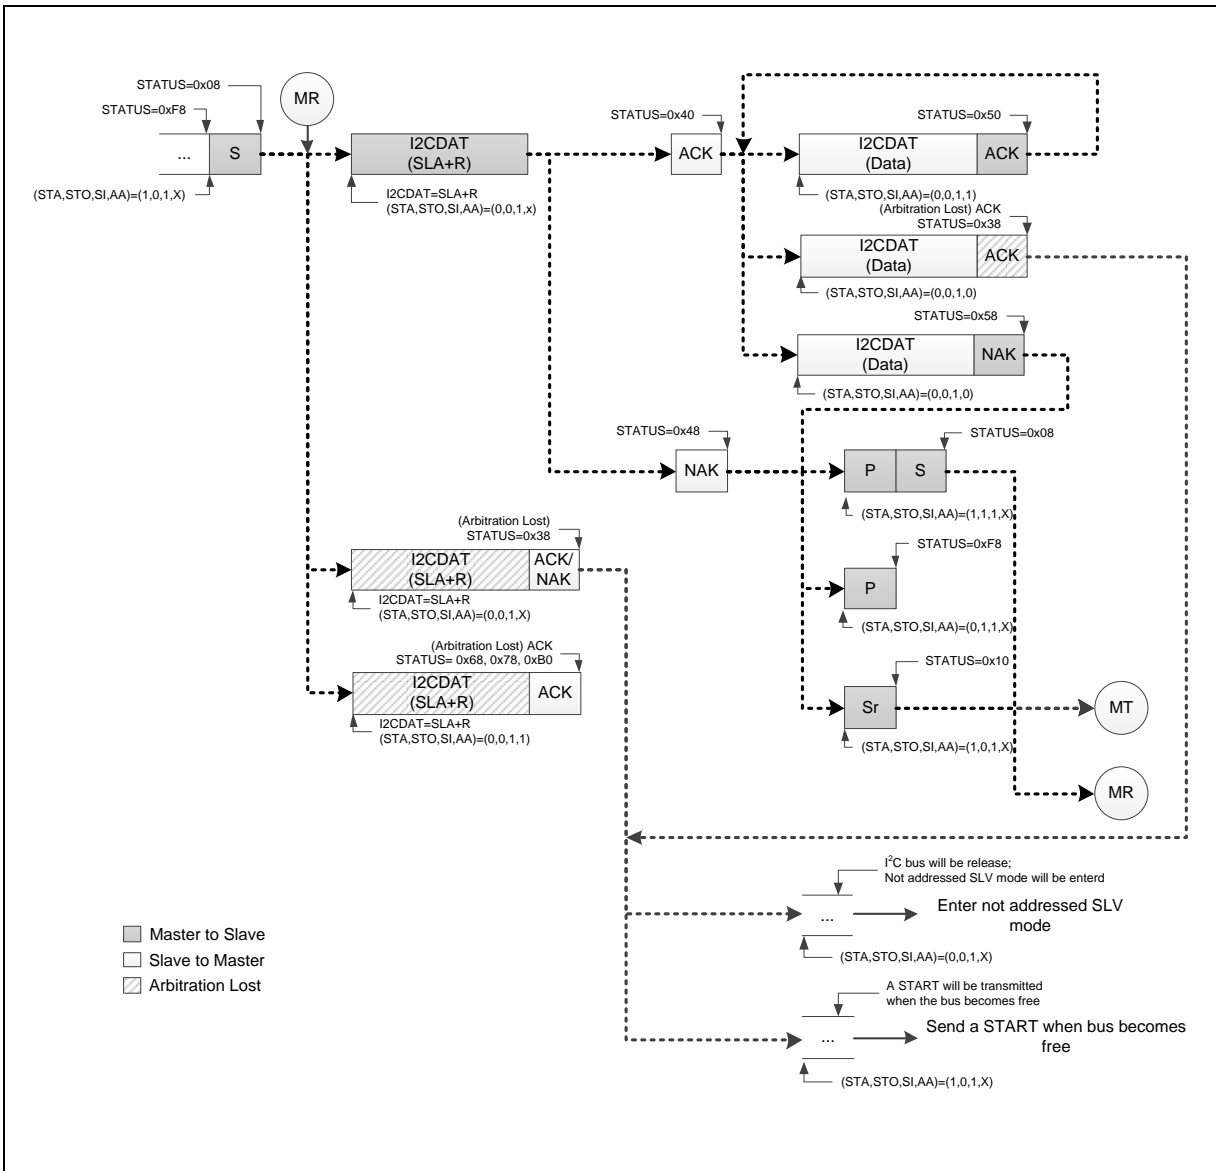 STATUS=0x08
STATUS=0xF8
MR
...
S
(STA,STO,SI,AA)=(1,0,1,X)
I2CDAT
(SLA+R)
I2CDAT=SLA+R
(STA,STO,SI,AA)=(0,0,1,x)
STATUS=0x40
ACK
STATUS=0x50
I2CDAT
(Data)
ACK
(STA,STO,SI,AA)=(0,0,1,1)
(Arbitration Lost) ACK
STATUS=0x38
I2CDAT
(Data)
ACK
(STA,STO,SI,AA)=(0,0,1,0)
STATUS=0x58
I2CDAT
(Data)
NAK
(STA,STO,SI,AA)=(0,0,1,0)
STATUS=0x48
NAK
STATUS=0x08
P
S
(STA,STO,SI,AA)=(1,1,1,X)
(Arbitration Lost)
STATUS=0x38
I2CDAT
(SLA+R)
ACK/
NAK
I2CDAT=SLA+R
(STA,STO,SI,AA)=(0,0,1,X)
STATUS=0xF8
P
(STA,STO,SI,AA)=(0,1,1,X)
(Arbitration Lost) ACK
STATUS= 0x68, 0x78, 0xB0
I2CDAT
(SLA+R)
ACK
I2CDAT=SLA+R
(STA,STO,SI,AA)=(0,0,1,1)
STATUS=0x10
Sr
(STA,STO,SI,AA)=(1,0,1,X)
MT
MR
I2C bus will be release;
Not addressed SLV mode will be enterd
...
Enter not addressed SLV
mode
(STA,STO,SI,AA)=(0,0,1,X)
Master to Slave
Slave to Master
Arbitration Lost
A START will be transmitted
when the bus becomes free
...
Send a START when bus becomes
free
(STA,STO,SI,AA)=(1,0,1,X)